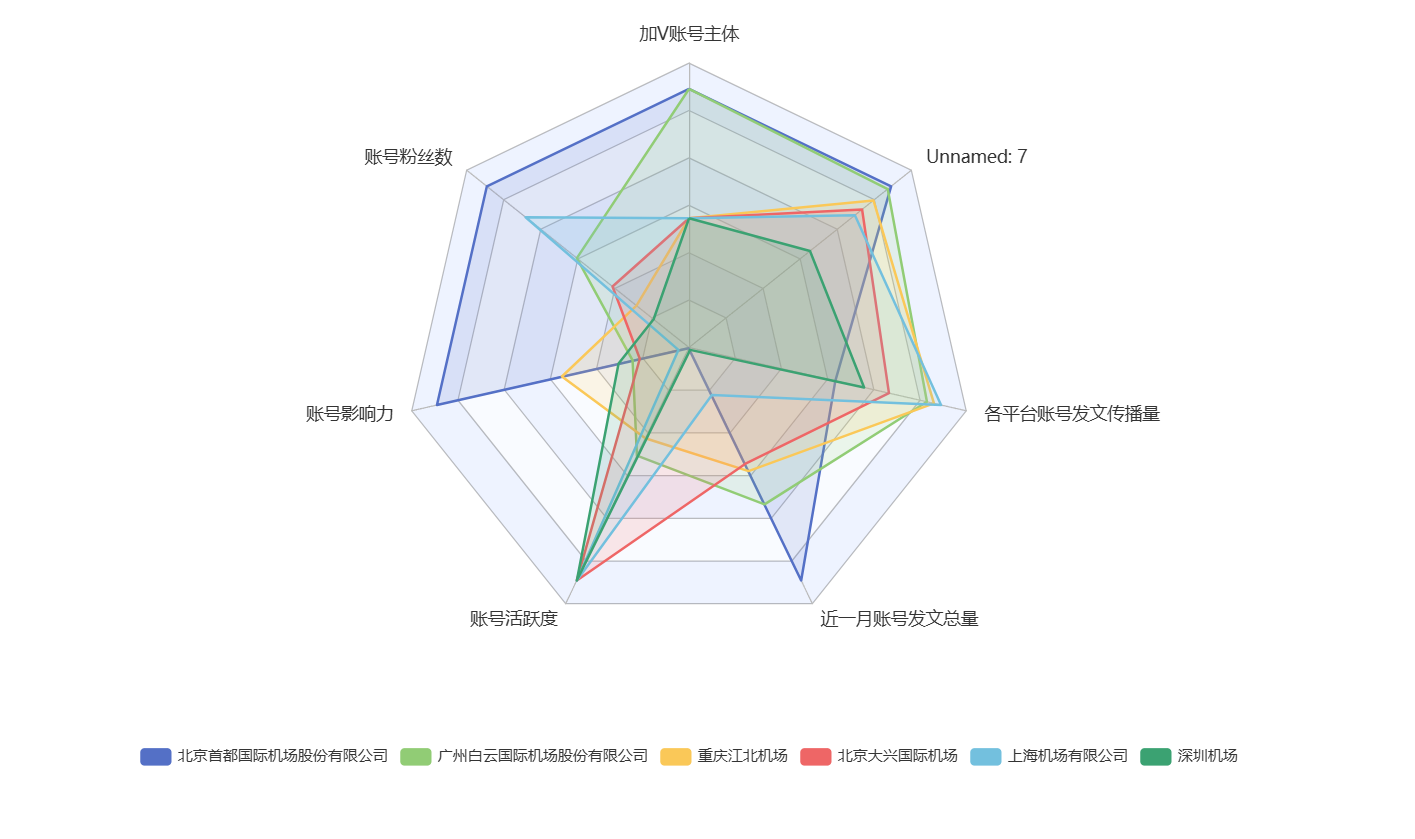 加V账号主体
账号粉丝数
Unnamed: 7
账号影响力
各平台账号发文传播量
账号活跃度
近一月账号发文总量
北京首都国际机场股份有限公司
广州白云国际机场股份有限公司
重庆江北机场
北京大兴国际机场
上海机场有限公司
深圳机场